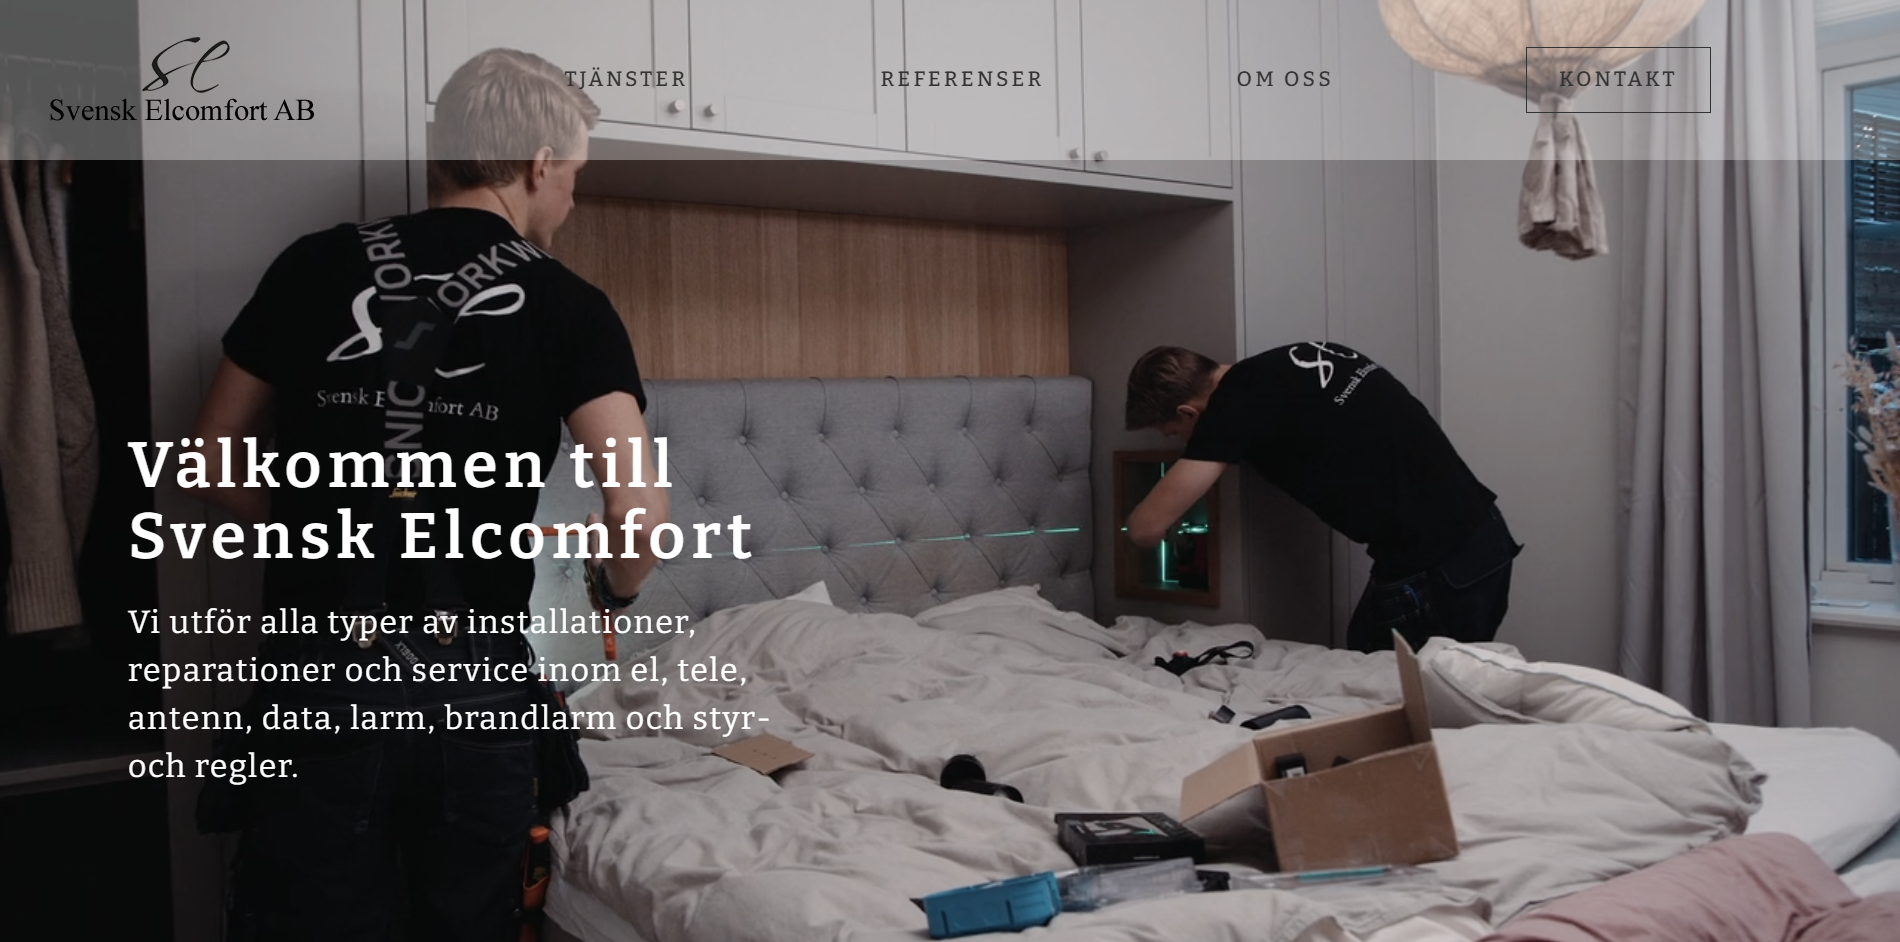 Se
Svensk Elcomfort AB
TJÄNSTER
REFERENSER
OM OSS
KONTAKT
Välkommen till
Svensk Elcomfort
Vi utför alla typer av installationer,
reparationer och service inom el, tele,
antenn, data, larm, brandlarm och styr-
och regler.